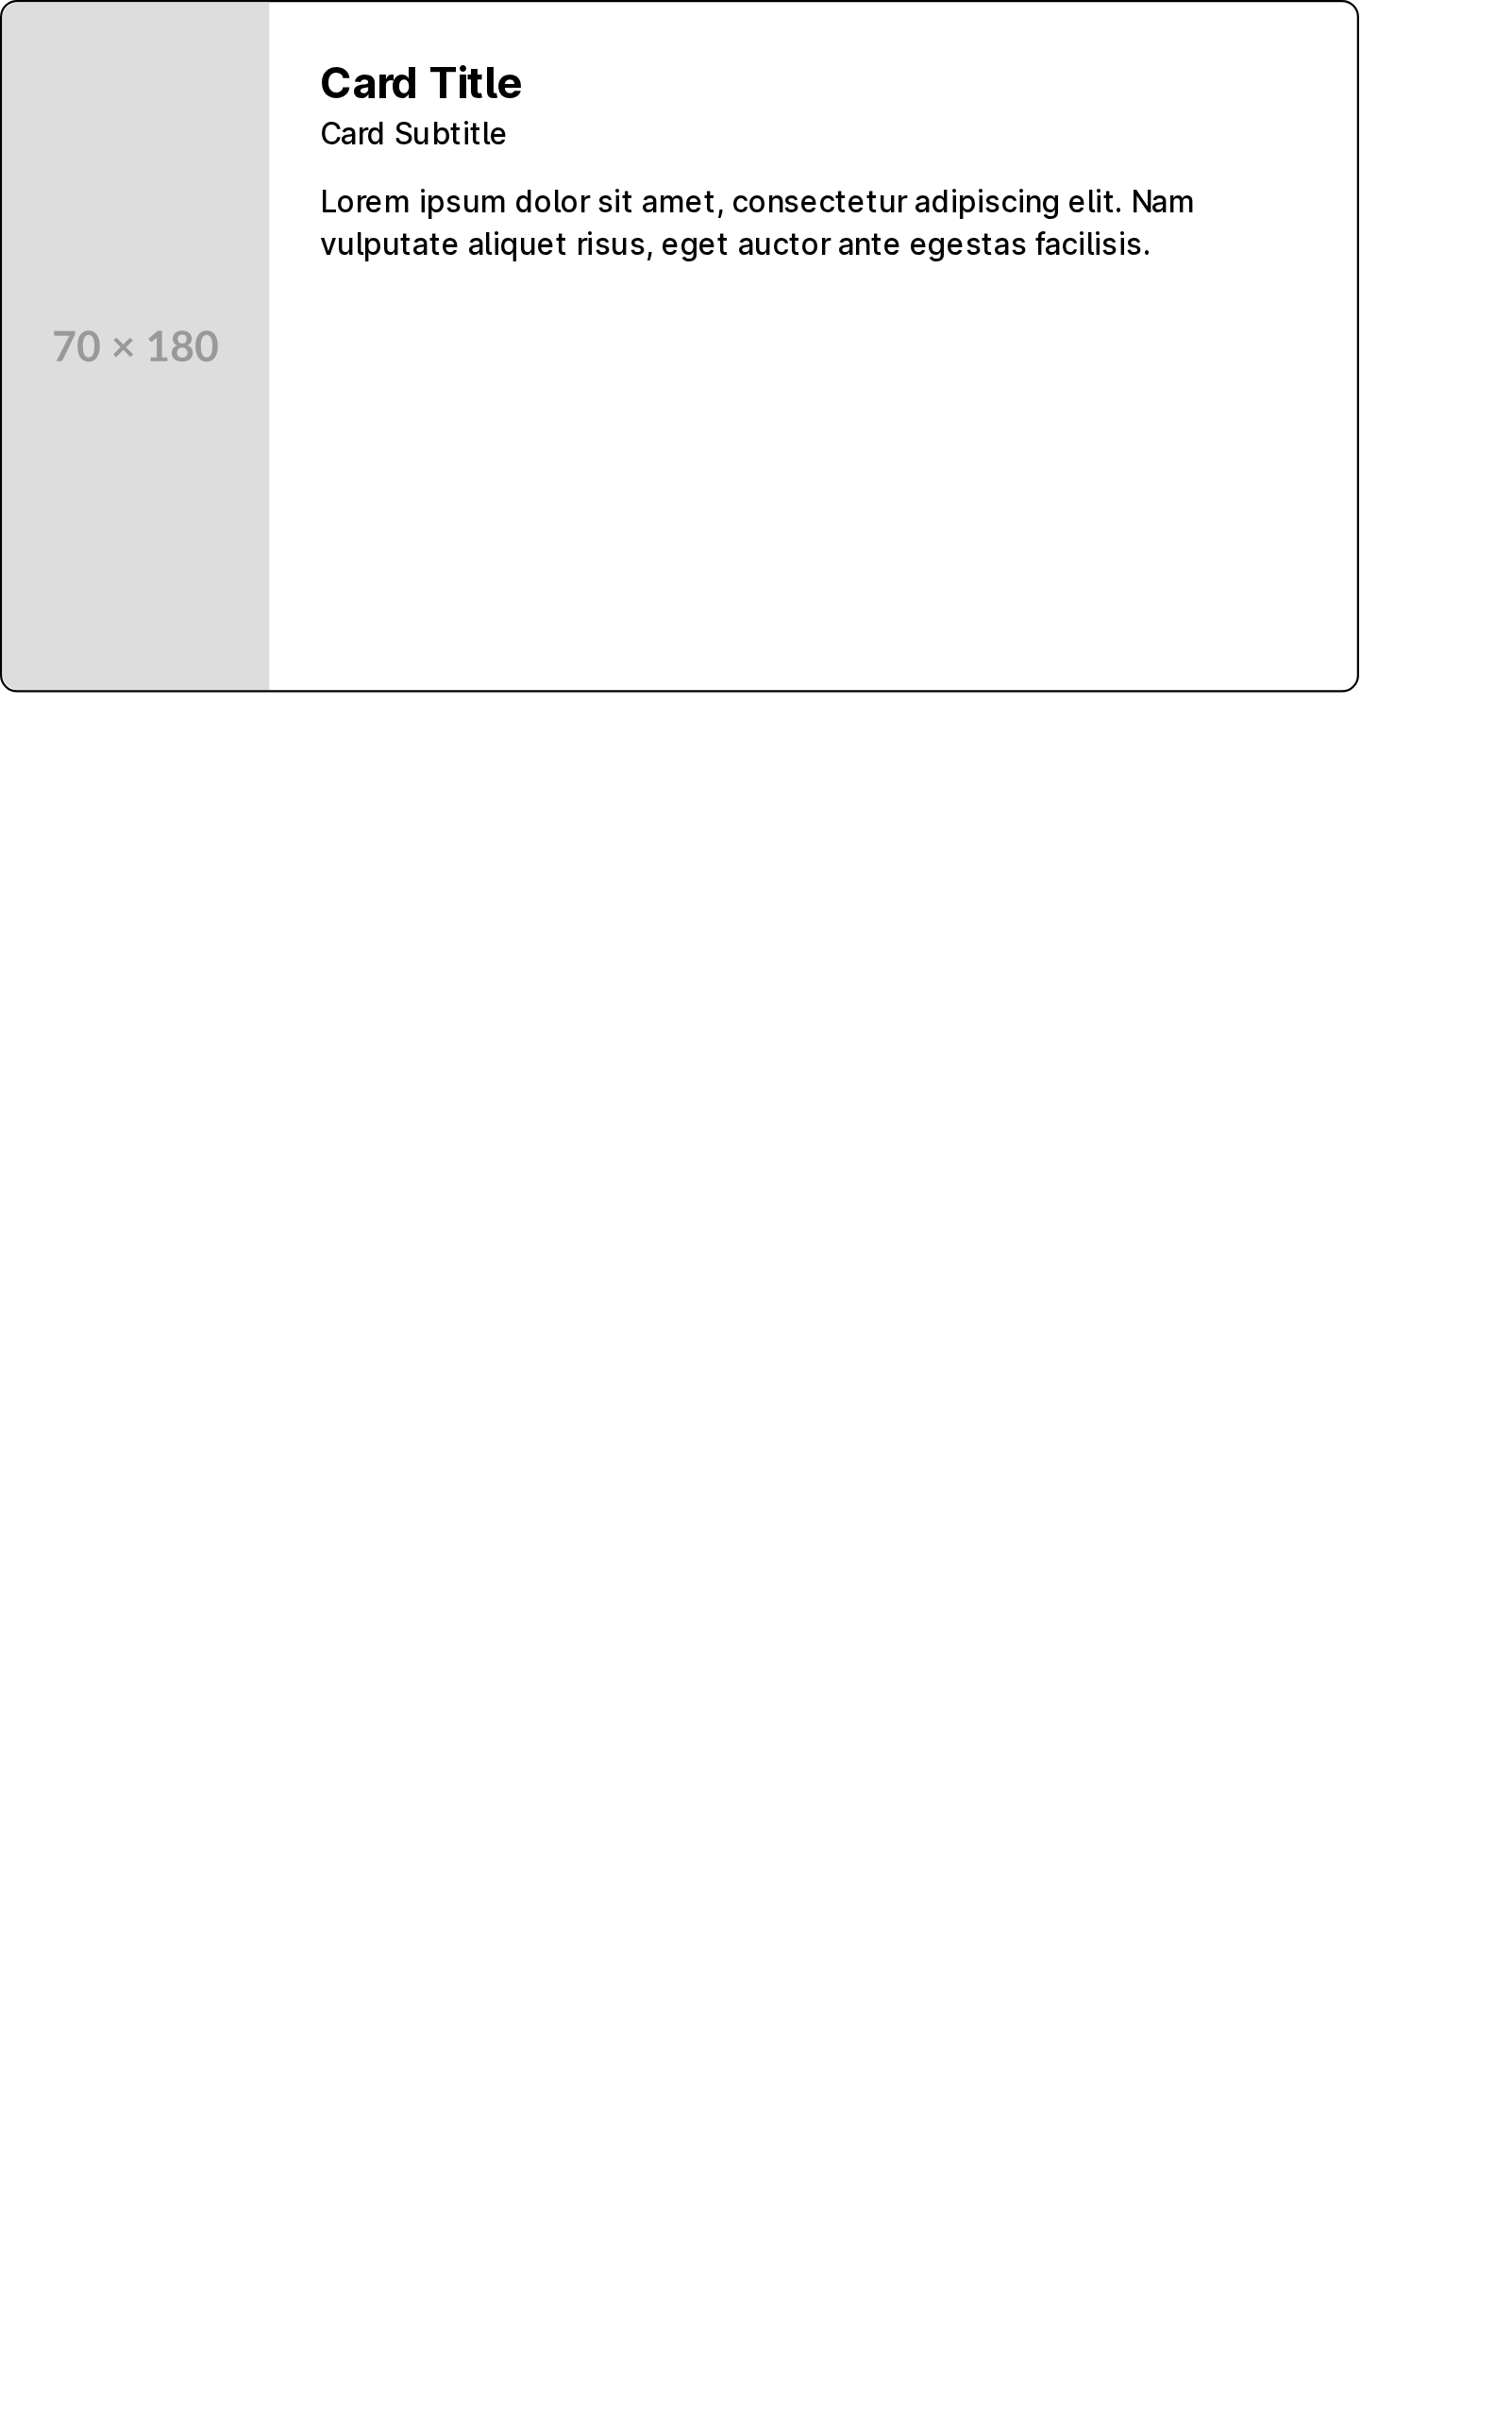 Card Title
Card Subtitle
Lorem ipsum dolor sit amet, consectetur adipiscing elit. Nam
vulputate aliquet risus, eget auctor ante egestas facilisis.
70 × 180